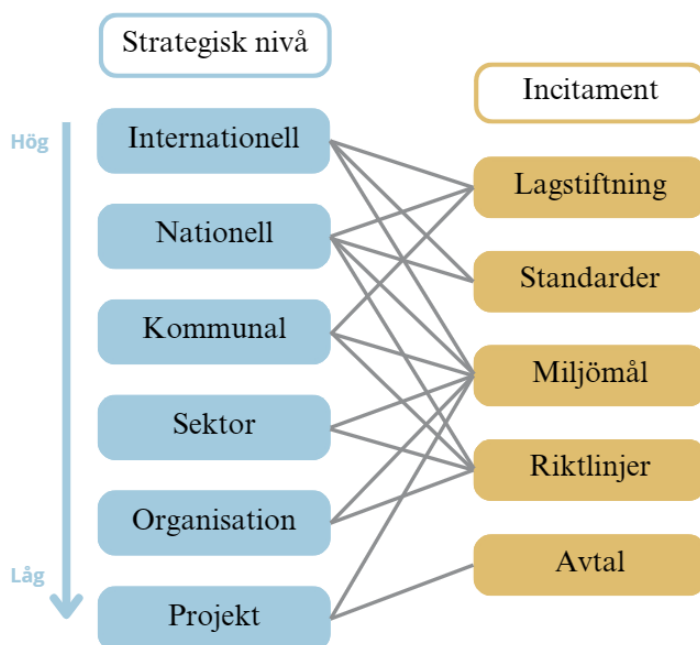 Strategisk nivå
Incitament
Hög
Internationell
Nationell
Kommunal
Sektor
Organisation
Projekt
Låg
Lagstiftning
Standarder
Miljömål
Riktlinjer
Avtal